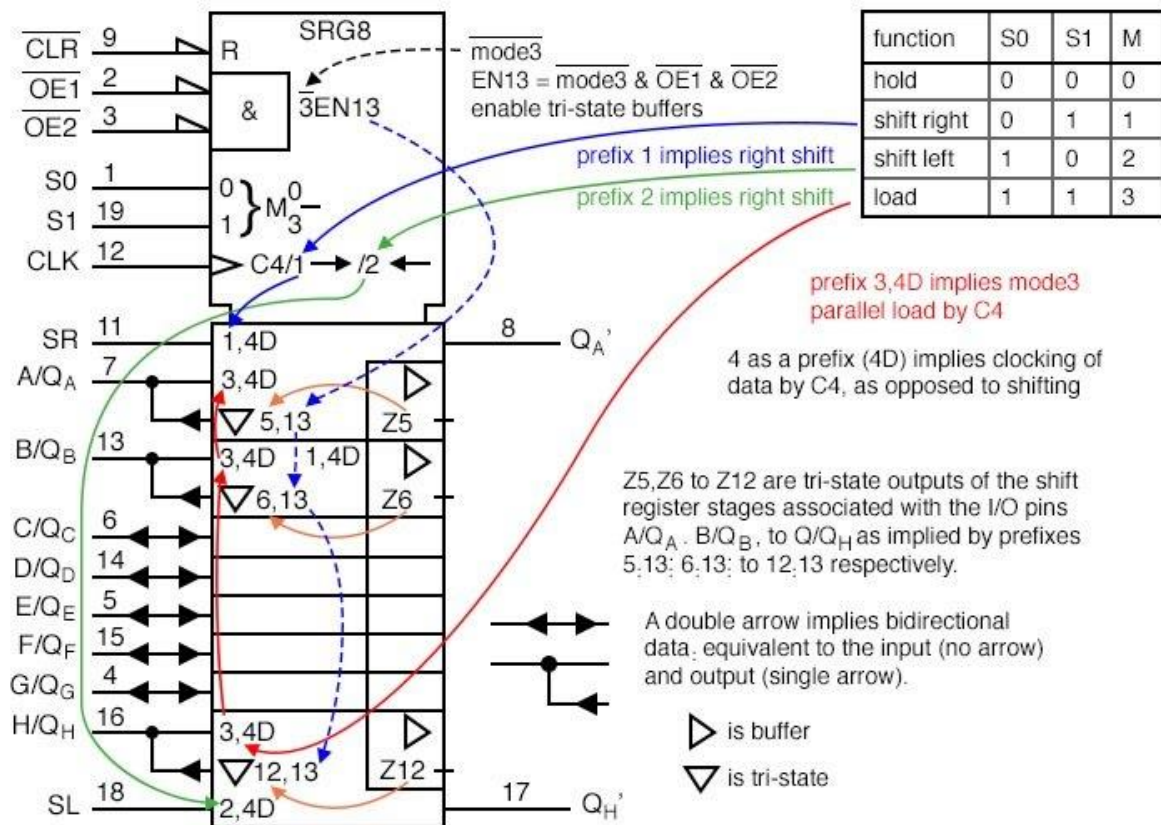 SRG8
CLR 9
R
OE1 2
OE2 3
&
3EN13
mode3
EN13 = mode3 & OE1 & OE2
enable tri-state buffers
function S0 S1 M
hold 0 0 0
shift right 0 1 1
shift left 1 0 2
load 1 1 3
prefix 1 implies right shift
prefix 2 implies right shift
S0 1
0
S1 19
1
} M 0
3
CLK 12
C4/1
/2
prefix 3,4D implies mode3
parallel load by C4
SR 11
1,4D
8 QA'
4 as a prefix (4D) implies clocking of
data by C4, as opposed to shifting
A/QA 7
3,4D
5,13
Z5
B/QB 13
3,4D
1,4D
6,13
Z6
Z5,Z6 to Z12 are tri-state outputs of the shift
register stages associated with the I/O pins
A/QA . B/QB, to Q/QH as implied by prefixes
5.13: 6.13: to 12.13 respectively.
C/QC 6
D/QD 14
E/QE 5
F/QF 15
G/QG 4
H/QH 16
A double arrow implies bidirectional
data. equivalent to the input (no arrow)
and output (single arrow).
3,4D
12,13
Z12
is buffer
is tri-state
SL 18
2,4D
17 QH'